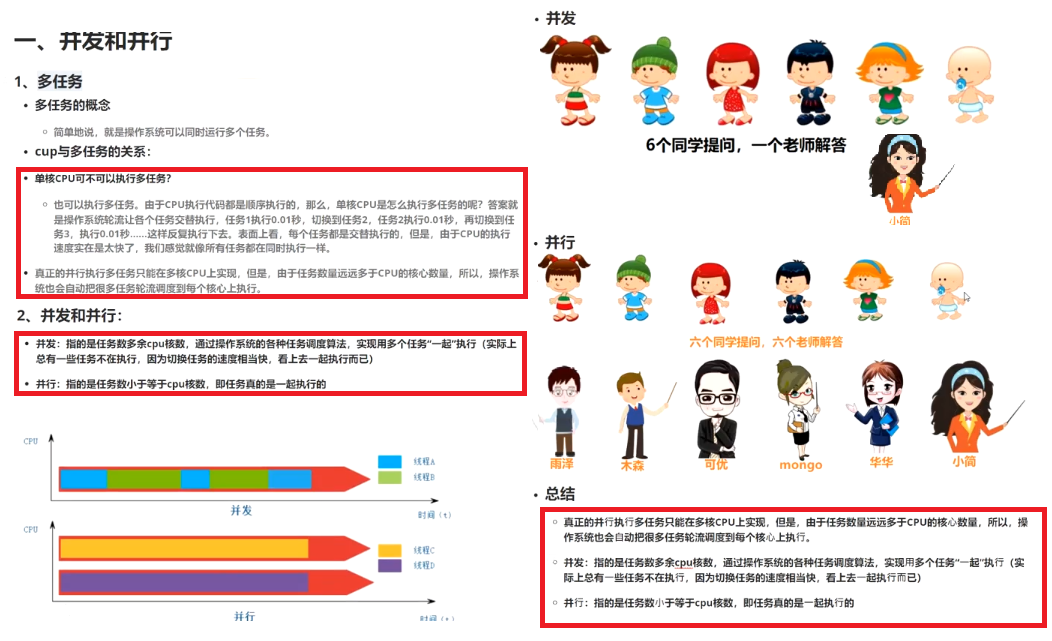 一、并发和并行
1、多任务
• 多任务的概念
◦ 简单地说，就是操作系统可以同时运行多个任务。
• cup与多任务的关系：
• 单核CPU可不可以执行多任务？
◦ 也可以执行多任务。由于CPU执行代码都是顺序执行的，那么，单核CPU是怎么执行多任务的呢？答案就
是操作系统轮流让各个任务交替执行，任务1执行0.01秒，切换到任务2，任务2执行0.01秒，再切换到任
务3，执行0.01秒……这样反复执行下去。表面上看，每个任务都是交替执行的，但是，由于CPU的执行
速度实在是太快了，我们感觉就像所有任务都在同时执行一样。
• 真正的并行执行多任务只能在多核CPU上实现，但是，由于任务数量远远多于CPU的核心数量，所以，操作系
统也会自动把很多任务轮流调度到每个核心上执行。
2、并发和并行：
• 并发：指的是任务数多余cpu核数，通过操作系统的各种任务调度算法，实现用多个任务“一起”执行（实际上
总有一些任务不在执行，因为切换任务的速度相当快，看上去一起执行而已）
• 并行：指的是任务数小于等于cpu核数，即任务真的是一起执行的
CPU
线程A
线程B
并发
时间（t）
CPU
线程C
线程D
并行
时间（t）
• 并发
6个同学提问，一个老师解答
小简
• 并行
六个同学提问，六个老师解答
雨泽
木森
可优
mongo
华华
小简
• 总结
◦ 真正的并行执行多任务只能在多核CPU上实现，但是，由于任务数量远远多于CPU的核心数量，所以，操
作系统也会自动把很多任务轮流调度到每个核心上执行。
◦ 并发：指的是任务数多余cpu核数，通过操作系统的各种任务调度算法，实现用多个任务“一起”执行（实
际上总有一些任务不在执行，因为切换任务的速度相当快，看上去一起执行而已）
◦ 并行：指的是任务数小于等于cpu核数，即任务真的是一起执行的